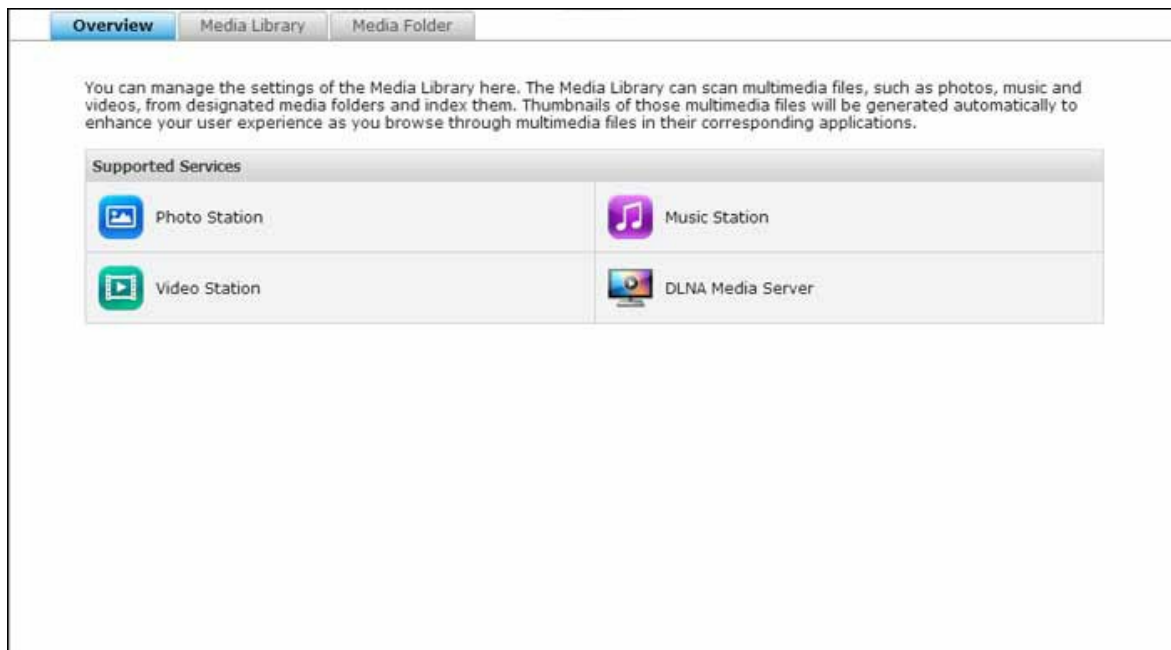 Overview Media Library Media Folder
You can manage the settings of the Media Library here. The Media Library can scan multimedia files, such as photos, music and
videos, from designated media folders and index them. Thumbnails of those multimedia files will be generated automatically to
enhance your user experience as you browse through multimedia files in their corresponding applications.
Supported Services
Photo Station Music Station
Video Station DLNA Media Server